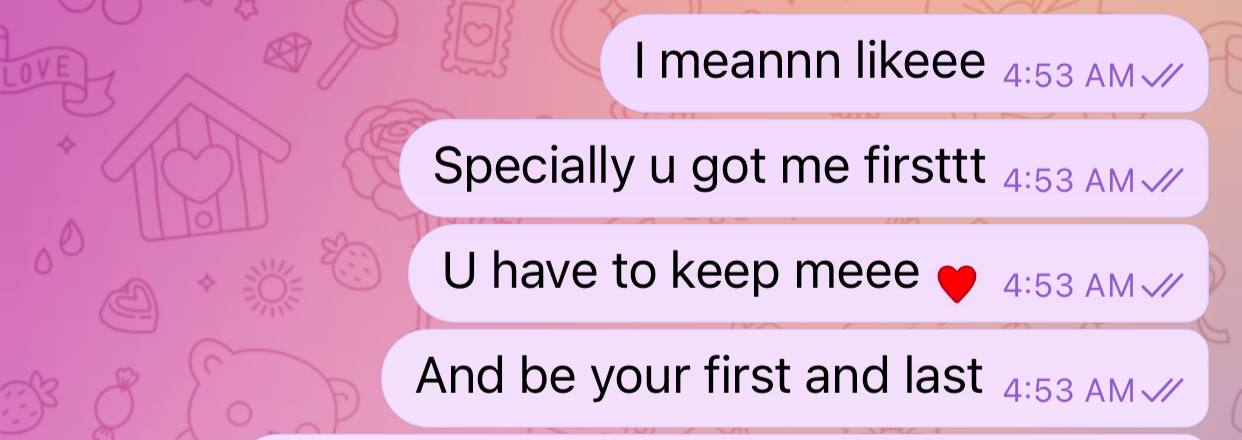 LOVE
I meannn likeee 4:53 AM
Specially u got me firsttt 4:53 AM
U have to keep meee ♥️ 4:53 AM
And be your first and last 4:53 AM